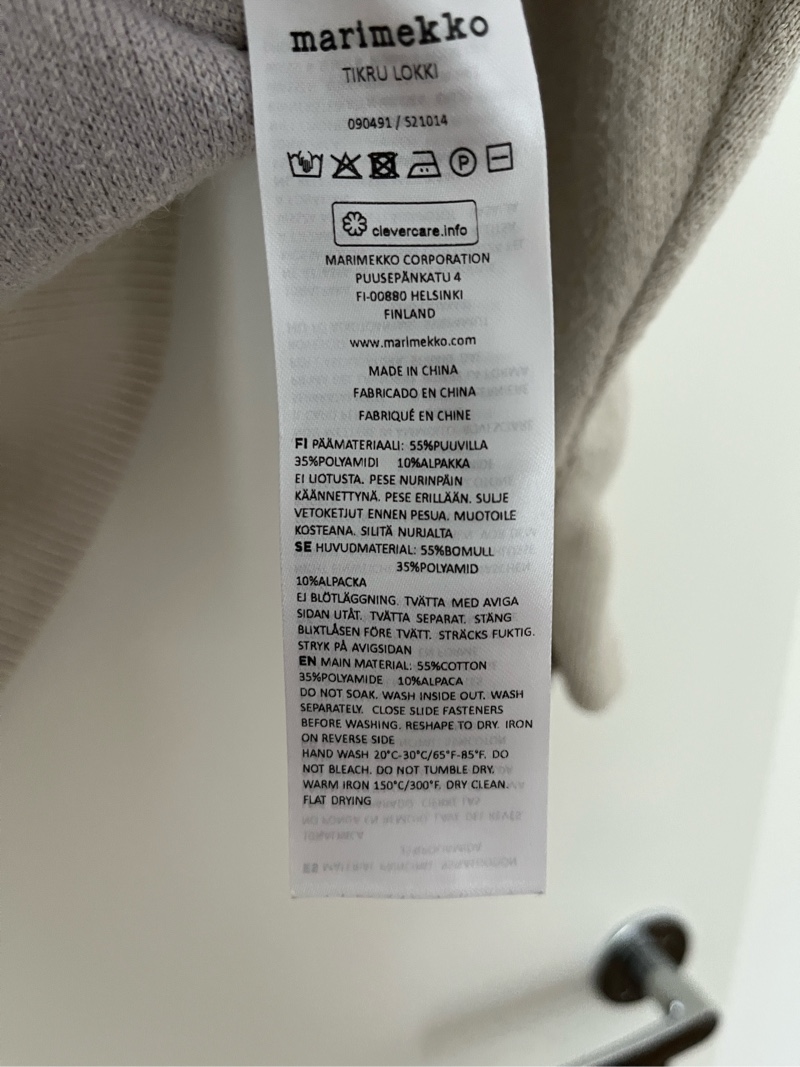 marimekko
TIKRU LOKKI
090491 / 521014
P
clevercare.info
MARIMEKKO CORPORATION
PUUSEPÄNKATU 4
FI-00880 HELSINKI
FINLAND
www.marimekko.com
MADE IN CHINA
FABRICADO EN CHINA
FABRIQUÉ EN CHINE
FI PÄÄMATERIAALI: 55%PUUVILLA
35%POLYAMIDI 10%ALPAKKA
EI LIOTUSTA. PESE NURINPÄIN
KÄÄNNETTYNÄ. PESE ERILLÄÄN. SULJE
VETOKETJUT ENNEN PESUA. MUOTOILE
KOSTEANA. SILITÄ NURJALTA
SE HUVUDMATERIAL: 55%BOMULL
35%POLYAMID
10%ALPACKA
EJ BLÖTLÄGGNING. TVÄTTA MED AVIGA
SIDAN UTÅT. TVÄTTA SEPARAT. STÄNG
BLIXTLÅSEN FÖRE TVÄTT. STRÄCKS FUKTIG.
STRYK PÅ AVIGSIDAN
EN MAIN MATERIAL: 55%COTTON
35%POLYAMIDE 10%ALPACA
DO NOT SOAK. WASH INSIDE OUT. WASH
SEPARATELY. CLOSE SLIDE FASTENERS
BEFORE WASHING. RESHAPE TO DRY. IRON
ON REVERSE SIDE
HAND WASH 20°C-30°C/65°F-85°F. DO
NOT BLEACH. DO NOT TUMBLE DRY.
WARM IRON 150°C/300°F. DRY CLEAN.
FLAT DRYING